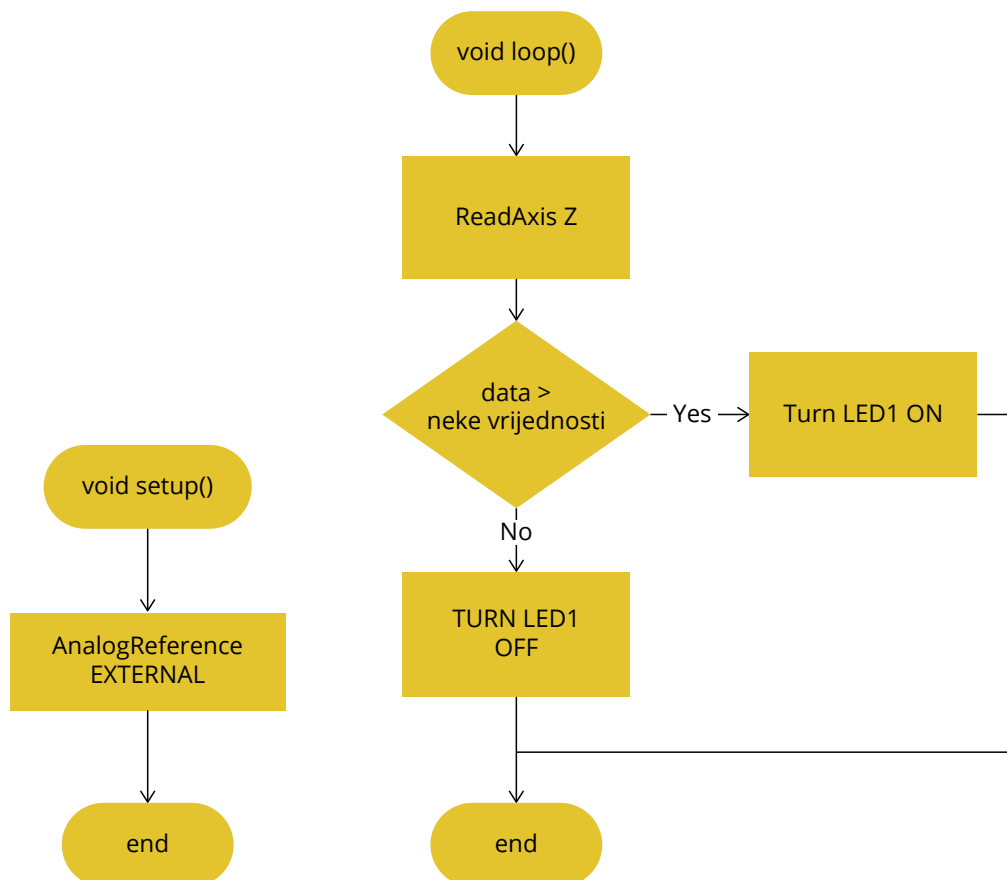 void loop()
ReadAxis Z
data >
neke vrijednosti
Yes
Turn LED1 ON
No
TURN LED1
OFF
end
void setup()
AnalogReference
EXTERNAL
end